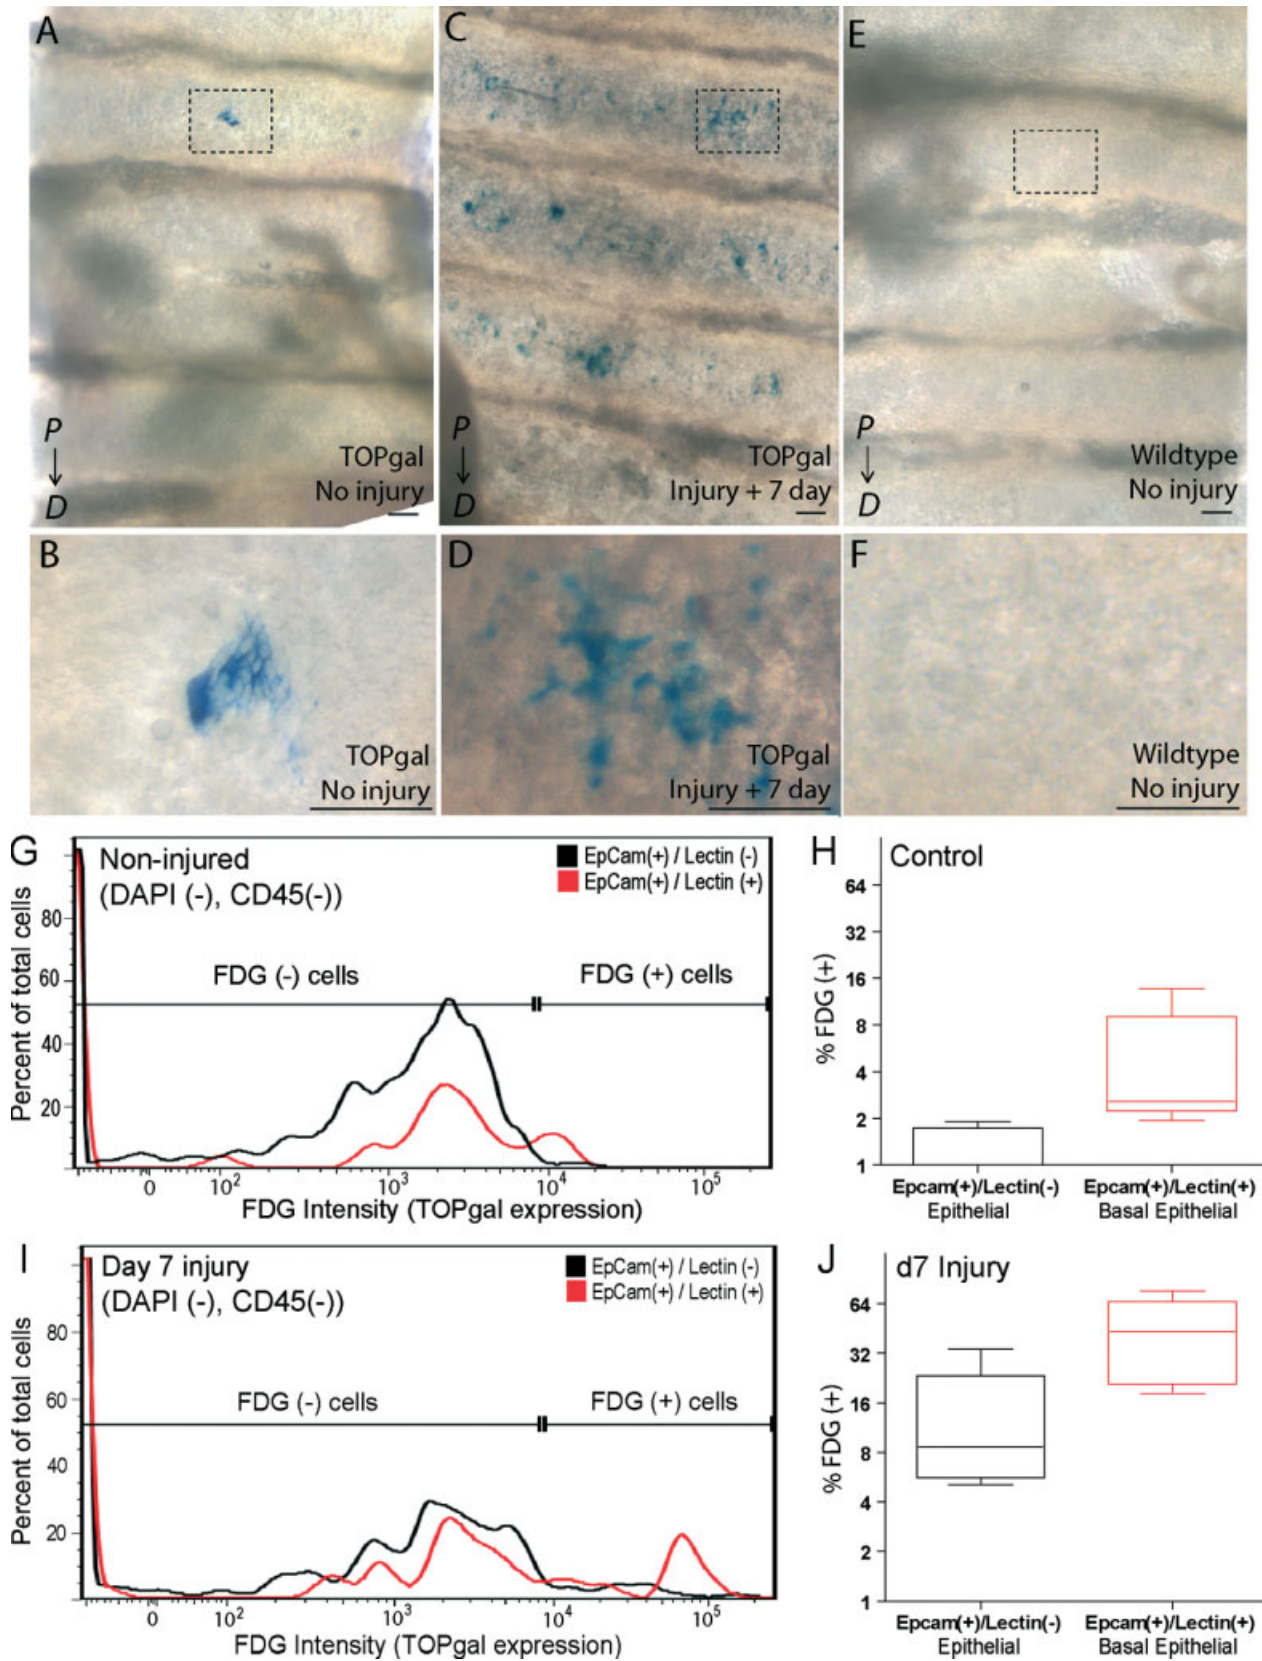 A
P
D
TOPgal
No injury
C
P
D
TOPgal
Injury + 7 day
E
P
D
Wildtype
No injury
B
TOPgal
No injury
D
TOPgal
Injury + 7 day
F
Wildtype
No injury
G
Non-injured
(DAPI (-), CD45(-))
EpCam(+) / Lectin (-)
EpCam(+) / Lectin (+)
FDG (-) cells
FDG (+) cells
Percent of total cells
80
60
40
20
0 10² 10³ 10⁴ 10⁵
FDG Intensity (TOPgal expression)
H
Control
% FDG (+)
64
32
16
8
4
2
1
Epcam(+)/Lectin(-)
Epithelial
Epcam(+)/Lectin(+)
Basal Epithelial
I
Day 7 injury
(DAPI (-), CD45(-))
EpCam(+) / Lectin (-)
EpCam(+) / Lectin (+)
FDG (-) cells
FDG (+) cells
Percent of total cells
80
60
40
20
0 10² 10³ 10⁴ 10⁵
FDG Intensity (TOPgal expression)
J
d7 Injury
% FDG (+)
64
32
16
8
4
2
1
Epcam(+)/Lectin(-)
Epithelial
Epcam(+)/Lectin(+)
Basal Epithelial